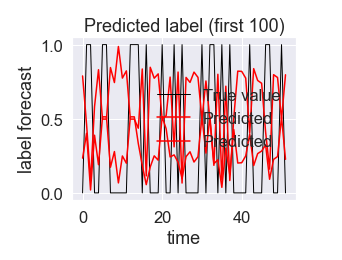 Predicted label (first 100)
label forecast
1.0
0.5
0.0
True value
Predicted
Predicted
0
20
40
time